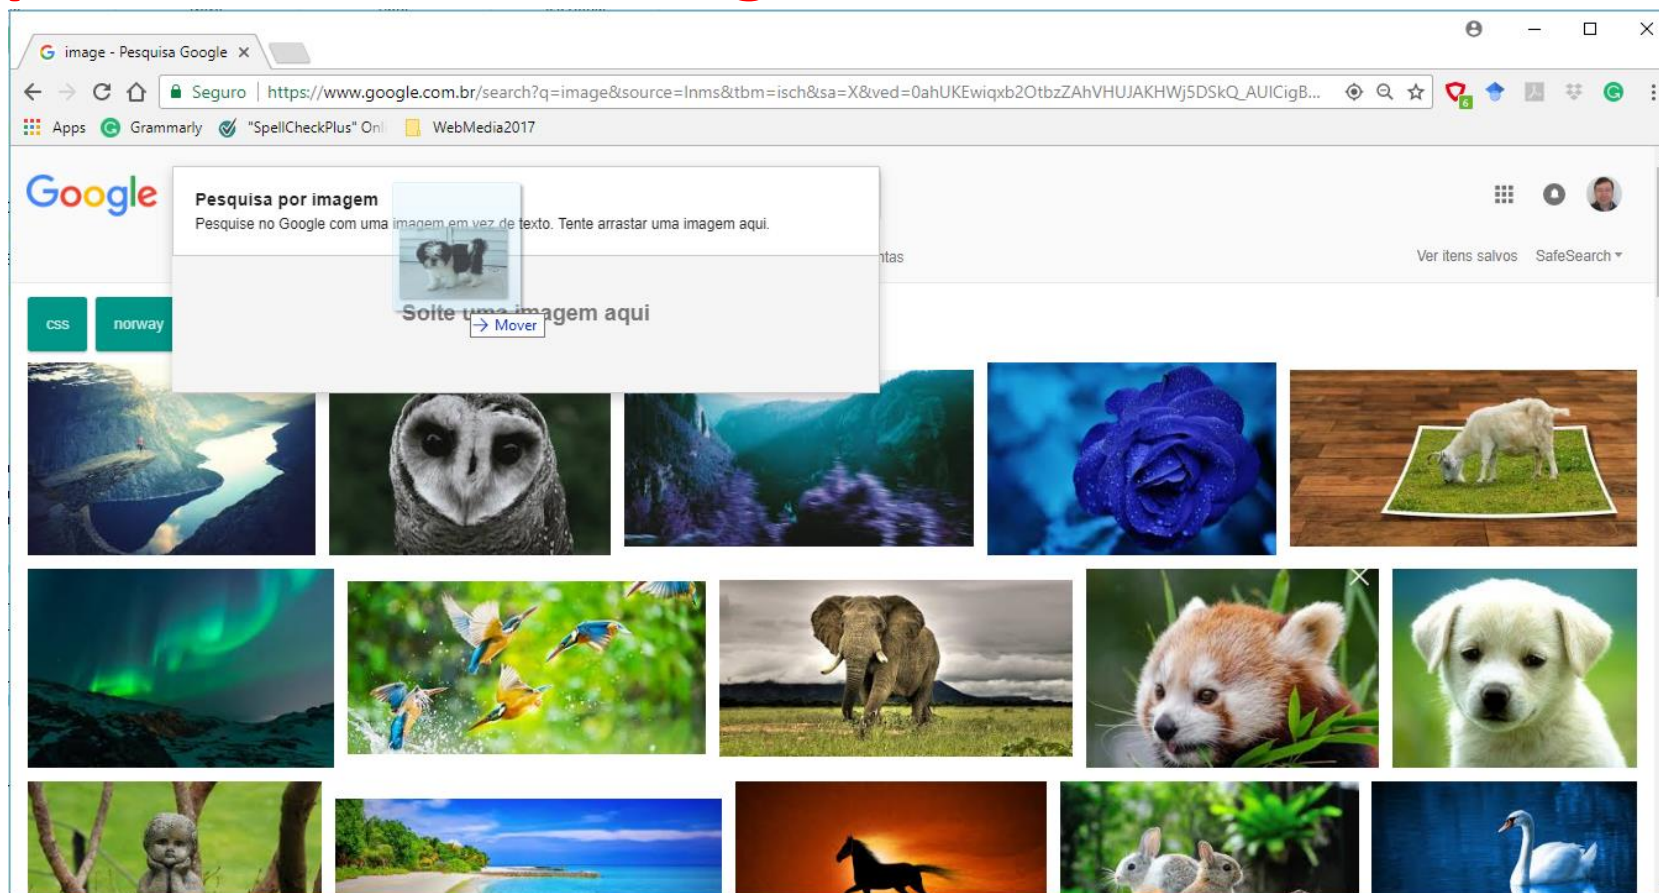 image - Pesquisa Google
Seguro | https://www.google.com.br/search?q=image&source=lnms&tbm=isch&sa=X&ved=0ahUKEwiqxb2OtbzZAhVHUJAKHWj5DSkQ_AUICigB...
6
Apps Grammarly "SpellCheckPlus" Onli WebMedia2017
Google
Pesquisa por imagem
Pesquise no Google com uma imagem em vez de texto. Tente arrastar uma imagem aqui.
ntas Ver itens salvos SafeSearch
Solte uma imagem aqui
Mover
css norway